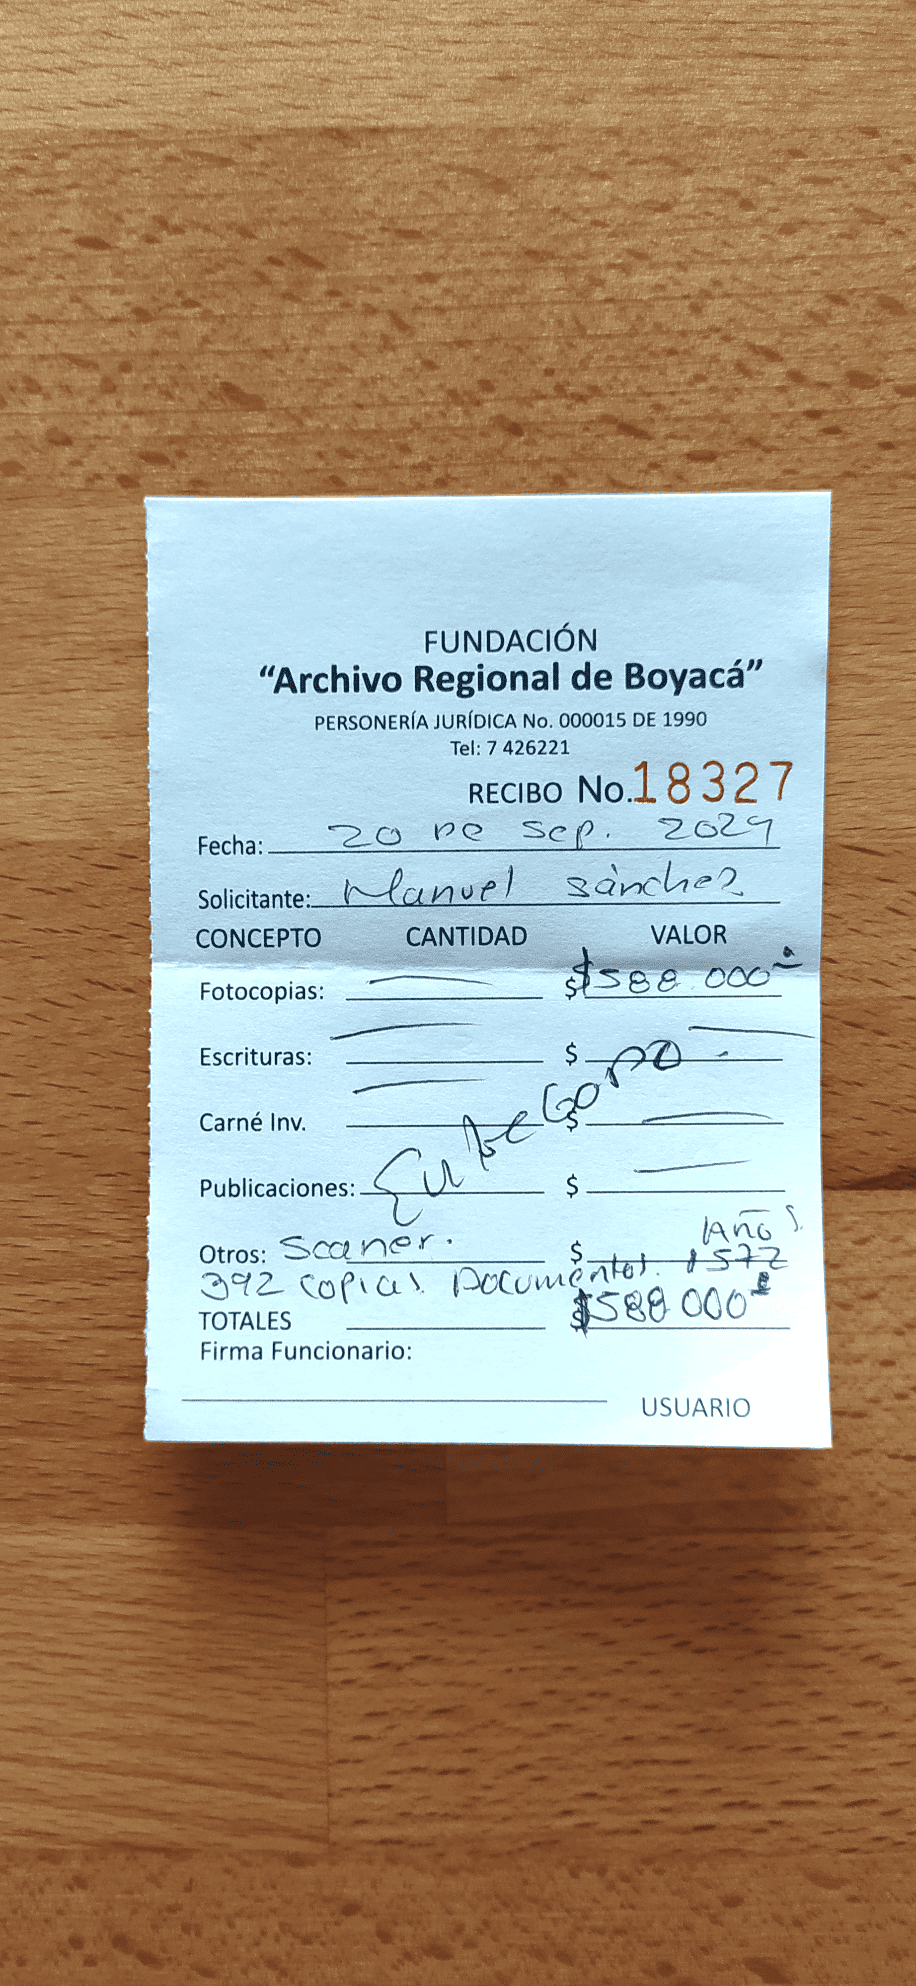 FUNDACIÓN
“Archivo Regional de Boyacá”
PERSONERÍA JURÍDICA No. 000015 DE 1990
Tel: 7 426221
RECIBO No. 18327
Fecha: 20 De Sep. 2024
Solicitante: Manuel Sánchez
CONCEPTO CANTIDAD VALOR
Fotocopias: $ $588.000
Escrituras: $
Carné Inv. $
Publicaciones: $
Entregado
Años
Otros: Scaner. $ 1572
392 copias Documentos.
TOTALES $588.000
Firma Funcionario:
USUARIO